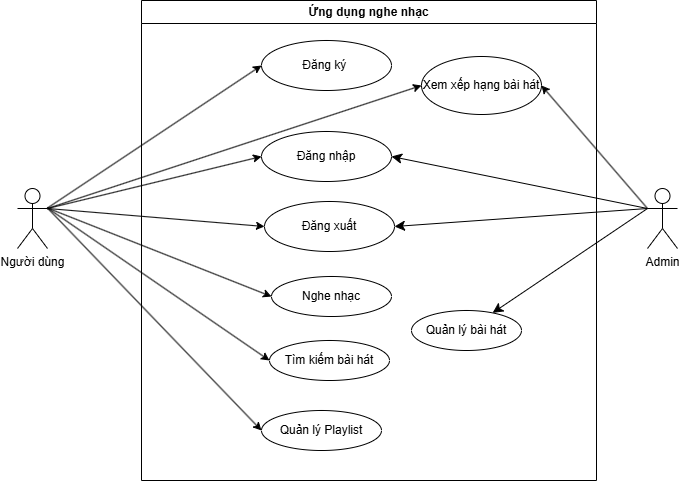 Ứng dụng nghe nhạc
Đăng ký
Xem xếp hạng bài hát
Đăng nhập
Đăng xuất
Người dùng
Admin
Nghe nhạc
Quản lý bài hát
Tìm kiếm bài hát
Quản lý Playlist